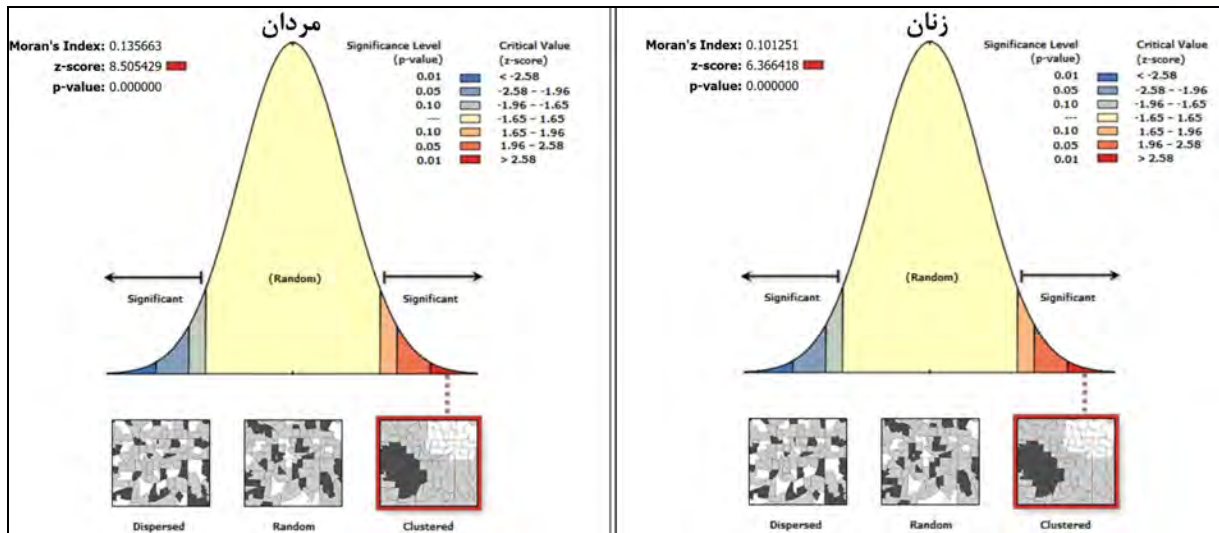 مردان
Moran's Index: 0.135663
z-score: 8.505429
p-value: 0.000000
Significance Level (p-value)
Critical Value (z-score)
0.01 < -2.58
0.05 -2.58 – -1.96
0.10 -1.96 – -1.65
--- -1.65 – 1.65
0.10 1.65 – 1.96
0.05 1.96 – 2.58
0.01 > 2.58
(Random)
Significant
Significant
Dispersed
Random
Clustered
زنان
Moran's Index: 0.101251
z-score: 6.366418
p-value: 0.000000
Significance Level (p-value)
Critical Value (z-score)
0.01 < -2.58
0.05 -2.58 – -1.96
0.10 -1.96 – -1.65
--- -1.65 – 1.65
0.10 1.65 – 1.96
0.05 1.96 – 2.58
0.01 > 2.58
(Random)
Significant
Significant
Dispersed
Random
Clustered